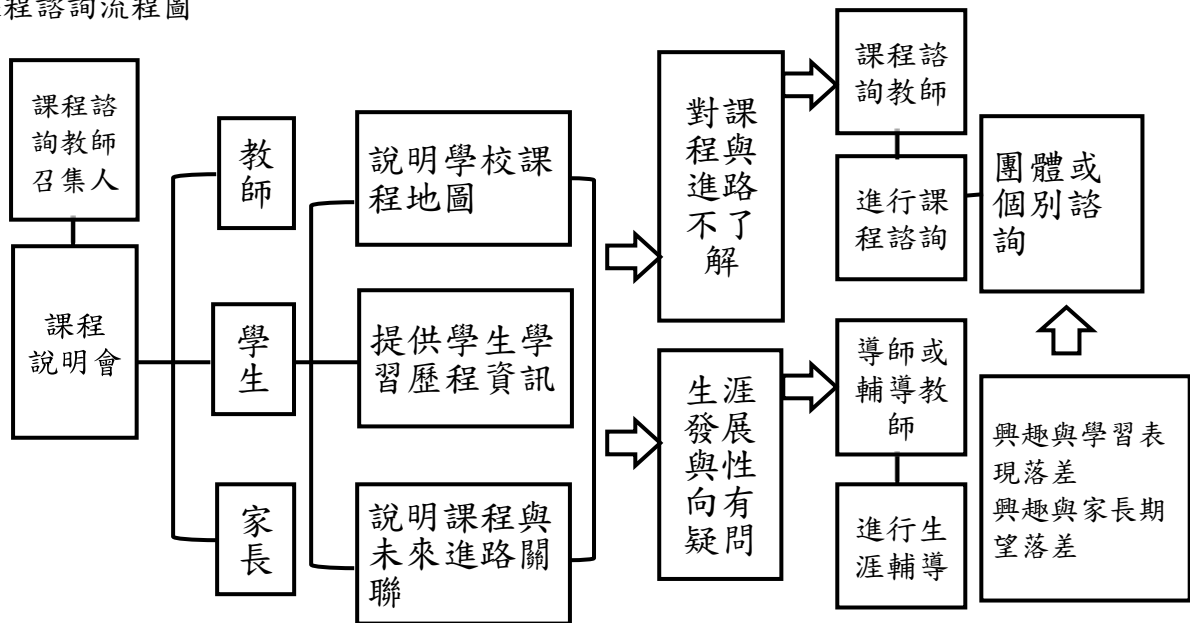 程諮詢流程圖
課程諮
詢教師
召集人
課程
說明會
教
師
學
生
家
長
說明學校課
程地圖
提供學生學
習歷程資訊
說明課程與
未來進路關
聯
對課
程與
進路
不了
解
生涯
發展
與性
向有
疑問
課程諮
詢教師
進行課
程諮詢
團體或
個別諮
詢
導師或
輔導教
師
進行生
涯輔導
興趣與學習表
現落差
興趣與家長期
望落差